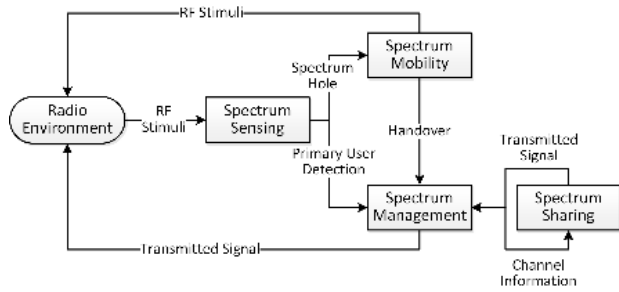 RF Stimuli
Spectrum
Mobility
Spectrum
Hole
Radio
Environment
RF
Stimuli
Spectrum
Sensing
Handover
Primary User
Detection
Transmitted
Signal
Spectrum
Management
Spectrum
Sharing
Transmitted Signal
Channel
Information